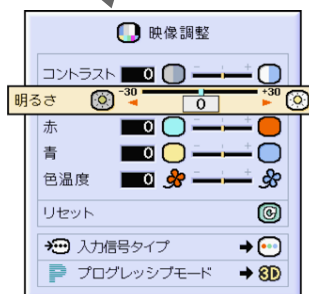 映像調整
コントラスト 0 - +
明るさ -30 0 +30
赤 0 - +
青 0 - +
色温度 0 - +
リセット
入力信号タイプ
P プログレッシブモード 3D